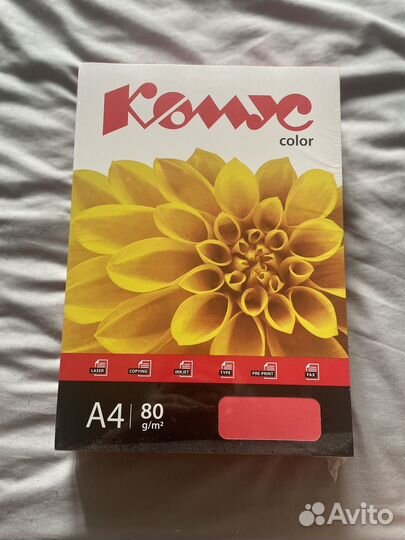 Комус
color
LASER COPYING INKJET TYPE PRE-PRINT FAX
A4 80
g/m²
Avito